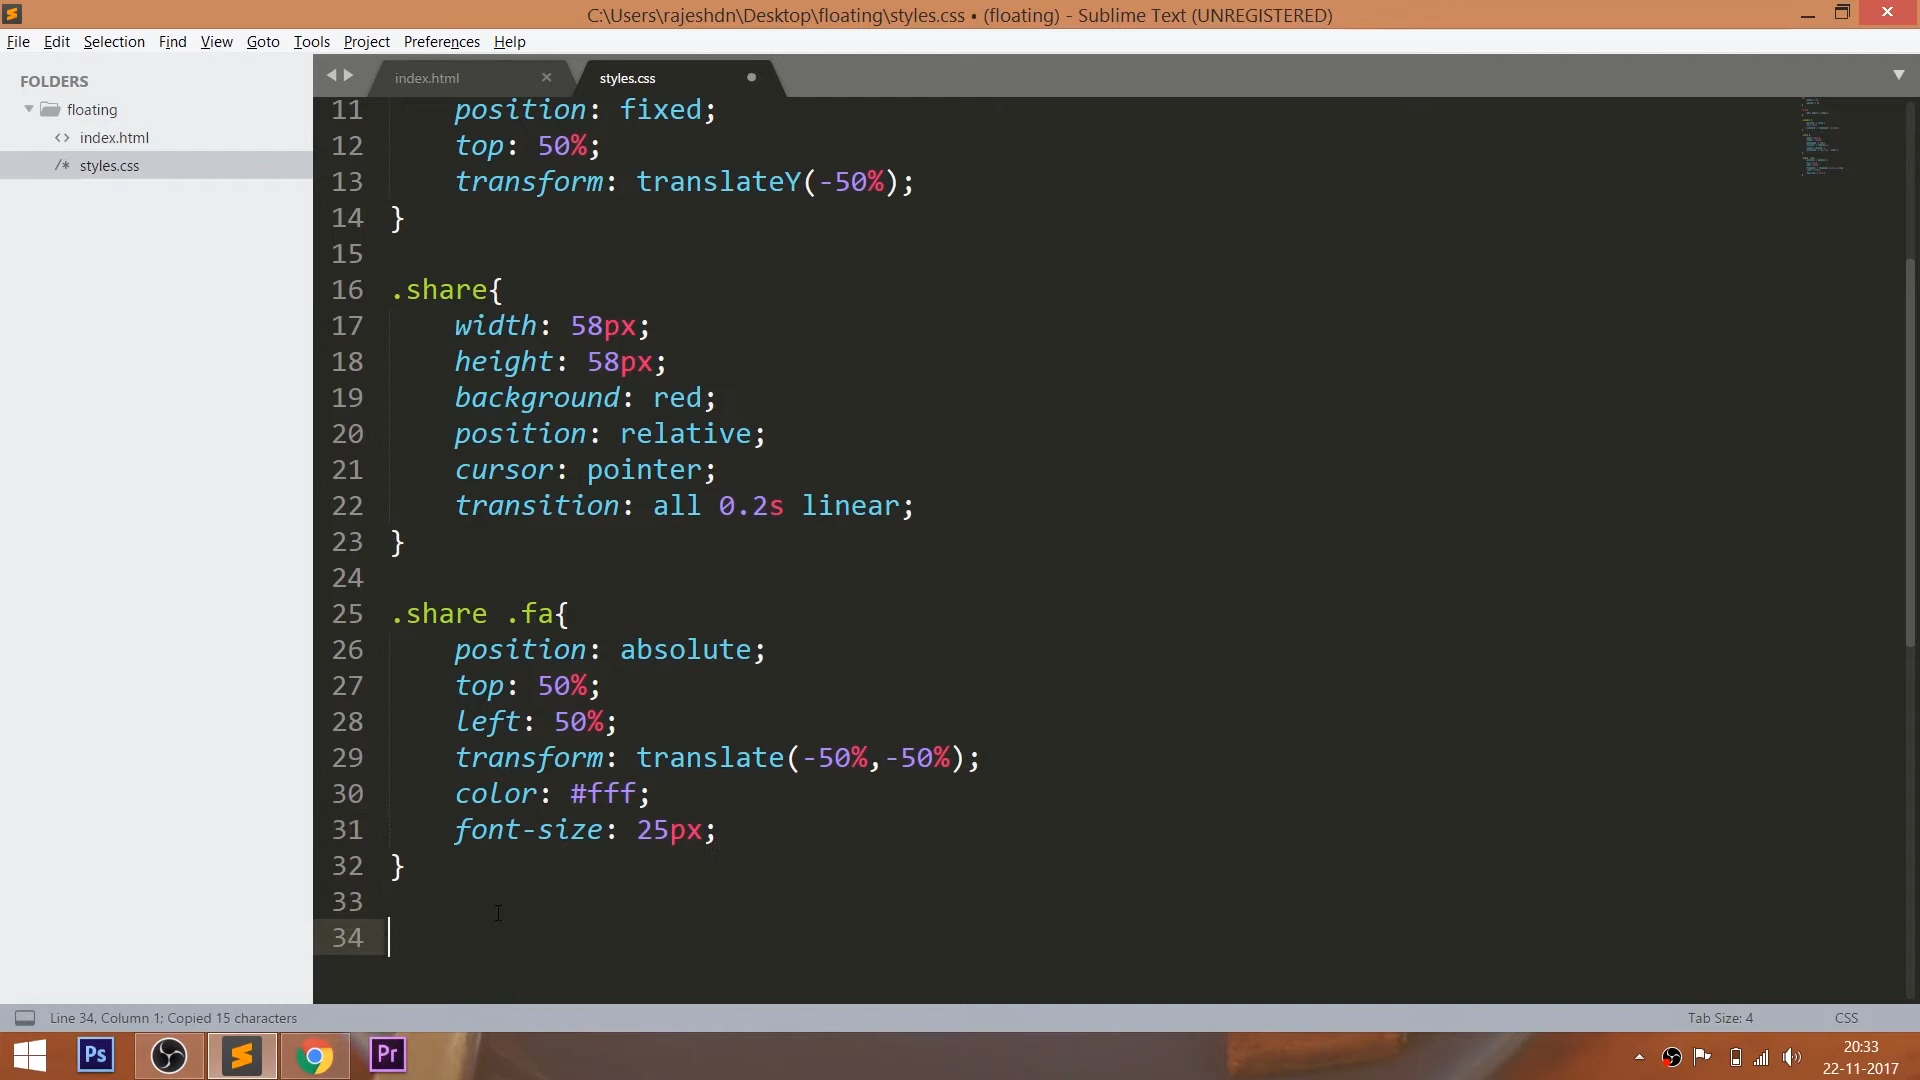 C:\Users\rajeshdn\Desktop\floating\styles.css • (floating) - Sublime Text (UNREGISTERED)
File Edit Selection Find View Goto Tools Project Preferences Help
FOLDERS
floating
index.html
styles.css
index.html
styles.css
11 position: fixed;
12 top: 50%;
13 transform: translateY(-50%);
14 }
15
16 .share{
17 width: 58px;
18 height: 58px;
19 background: red;
20 position: relative;
21 cursor: pointer;
22 transition: all 0.2s linear;
23 }
24
25 .share .fa{
26 position: absolute;
27 top: 50%;
28 left: 50%;
29 transform: translate(-50%,-50%);
30 color: #fff;
31 font-size: 25px;
32 }
33
34
Line 34, Column 1; Copied 15 characters
Tab Size: 4
CSS
Ps
Pr
20:33
22-11-2017